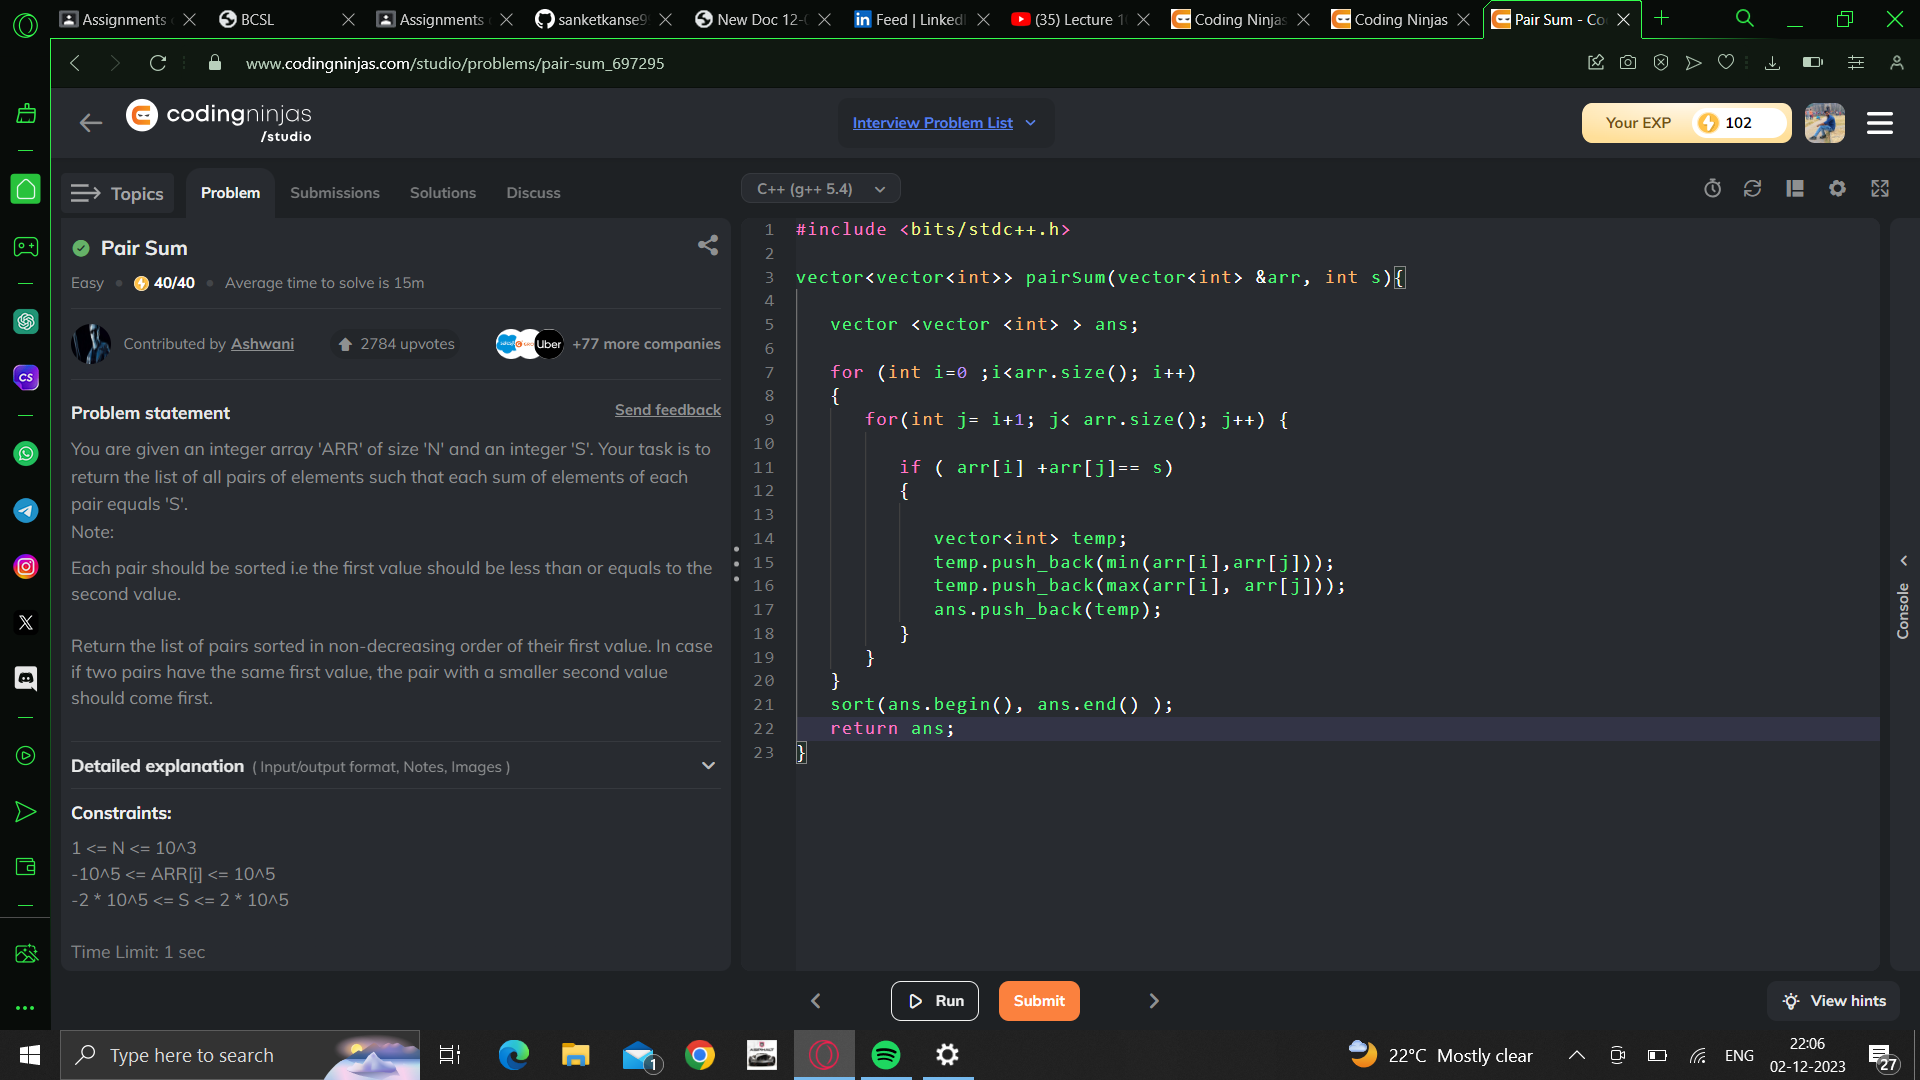 Assignments
BCSL
Assignments
sanketkanse9
New Doc 12-
Feed | LinkedI
(35) Lecture 1
Coding Ninjas
Coding Ninjas
Pair Sum - Co
www.codingninjas.com/studio/problems/pair-sum_697295
codingninjas
/studio
Interview Problem List
Your EXP 102
Topics
Problem
Submissions
Solutions
Discuss
C++ (g++ 5.4)
Pair Sum
Easy • 40/40 • Average time to solve is 15m
Contributed by Ashwani
2784 upvotes
Uber
+77 more companies
Problem statement
Send feedback
You are given an integer array 'ARR' of size 'N' and an integer 'S'. Your task is to
return the list of all pairs of elements such that each sum of elements of each
pair equals 'S'.
Note:
Each pair should be sorted i.e the first value should be less than or equals to the
second value.
Return the list of pairs sorted in non-decreasing order of their first value. In case
if two pairs have the same first value, the pair with a smaller second value
should come first.
Detailed explanation ( Input/output format, Notes, Images )
Constraints:
1 <= N <= 10^3
-10^5 <= ARR[i] <= 10^5
-2 * 10^5 <= S <= 2 * 10^5
Time Limit: 1 sec
1 #include <bits/stdc++.h>
2
3 vector<vector<int>> pairSum(vector<int> &arr, int s){
4
5 vector <vector <int> > ans;
6
7 for (int i=0 ;i<arr.size(); i++)
8 {
9 for(int j= i+1; j< arr.size(); j++) {
10
11 if ( arr[i] +arr[j]== s)
12 {
13
14 vector<int> temp;
15 temp.push_back(min(arr[i],arr[j]));
16 temp.push_back(max(arr[i], arr[j]));
17 ans.push_back(temp);
18 }
19 }
20 }
21 sort(ans.begin(), ans.end() );
22 return ans;
23 }
Console
Run
Submit
View hints
CS
Type here to search
1
22°C Mostly clear
ENG
22:06
02-12-2023
27